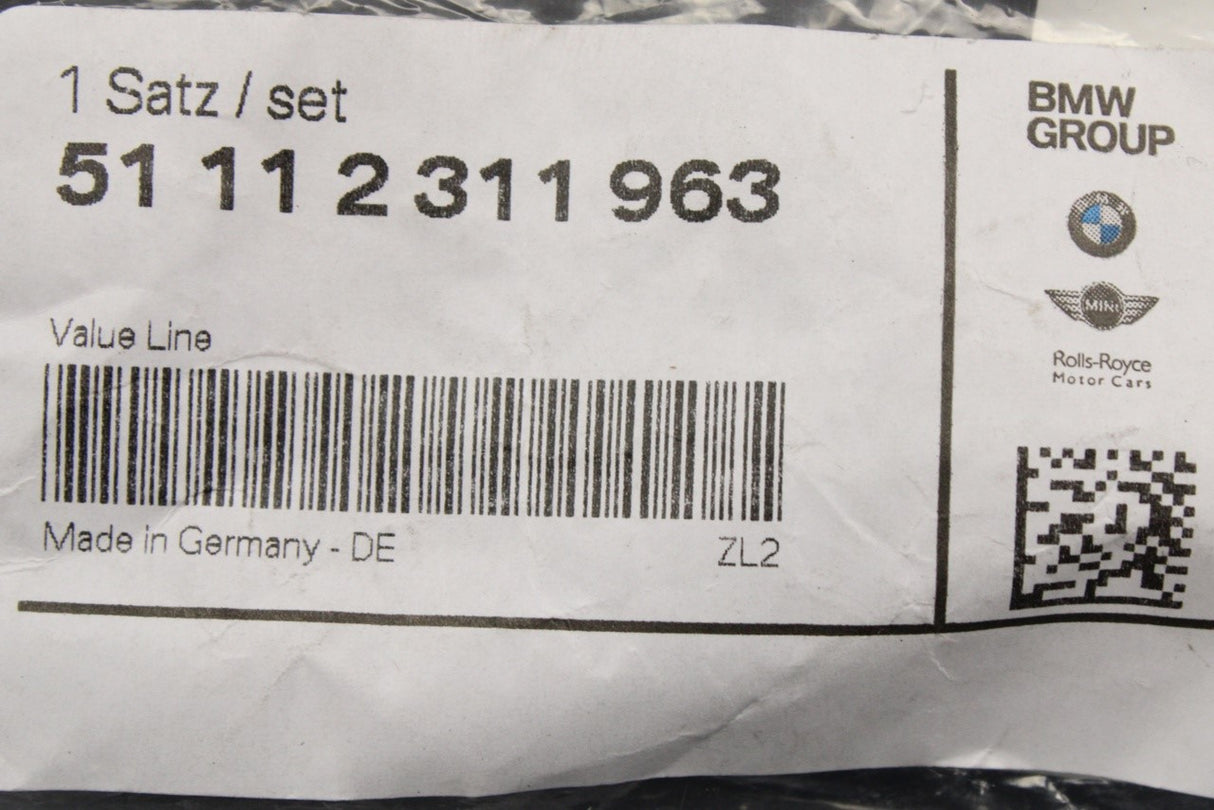 1 Satz / set
51 11 2 311 963
Value Line
Made in Germany - DE
ZL2
BMW
GROUP
BMW
MINI
Rolls-Royce
Motor Cars